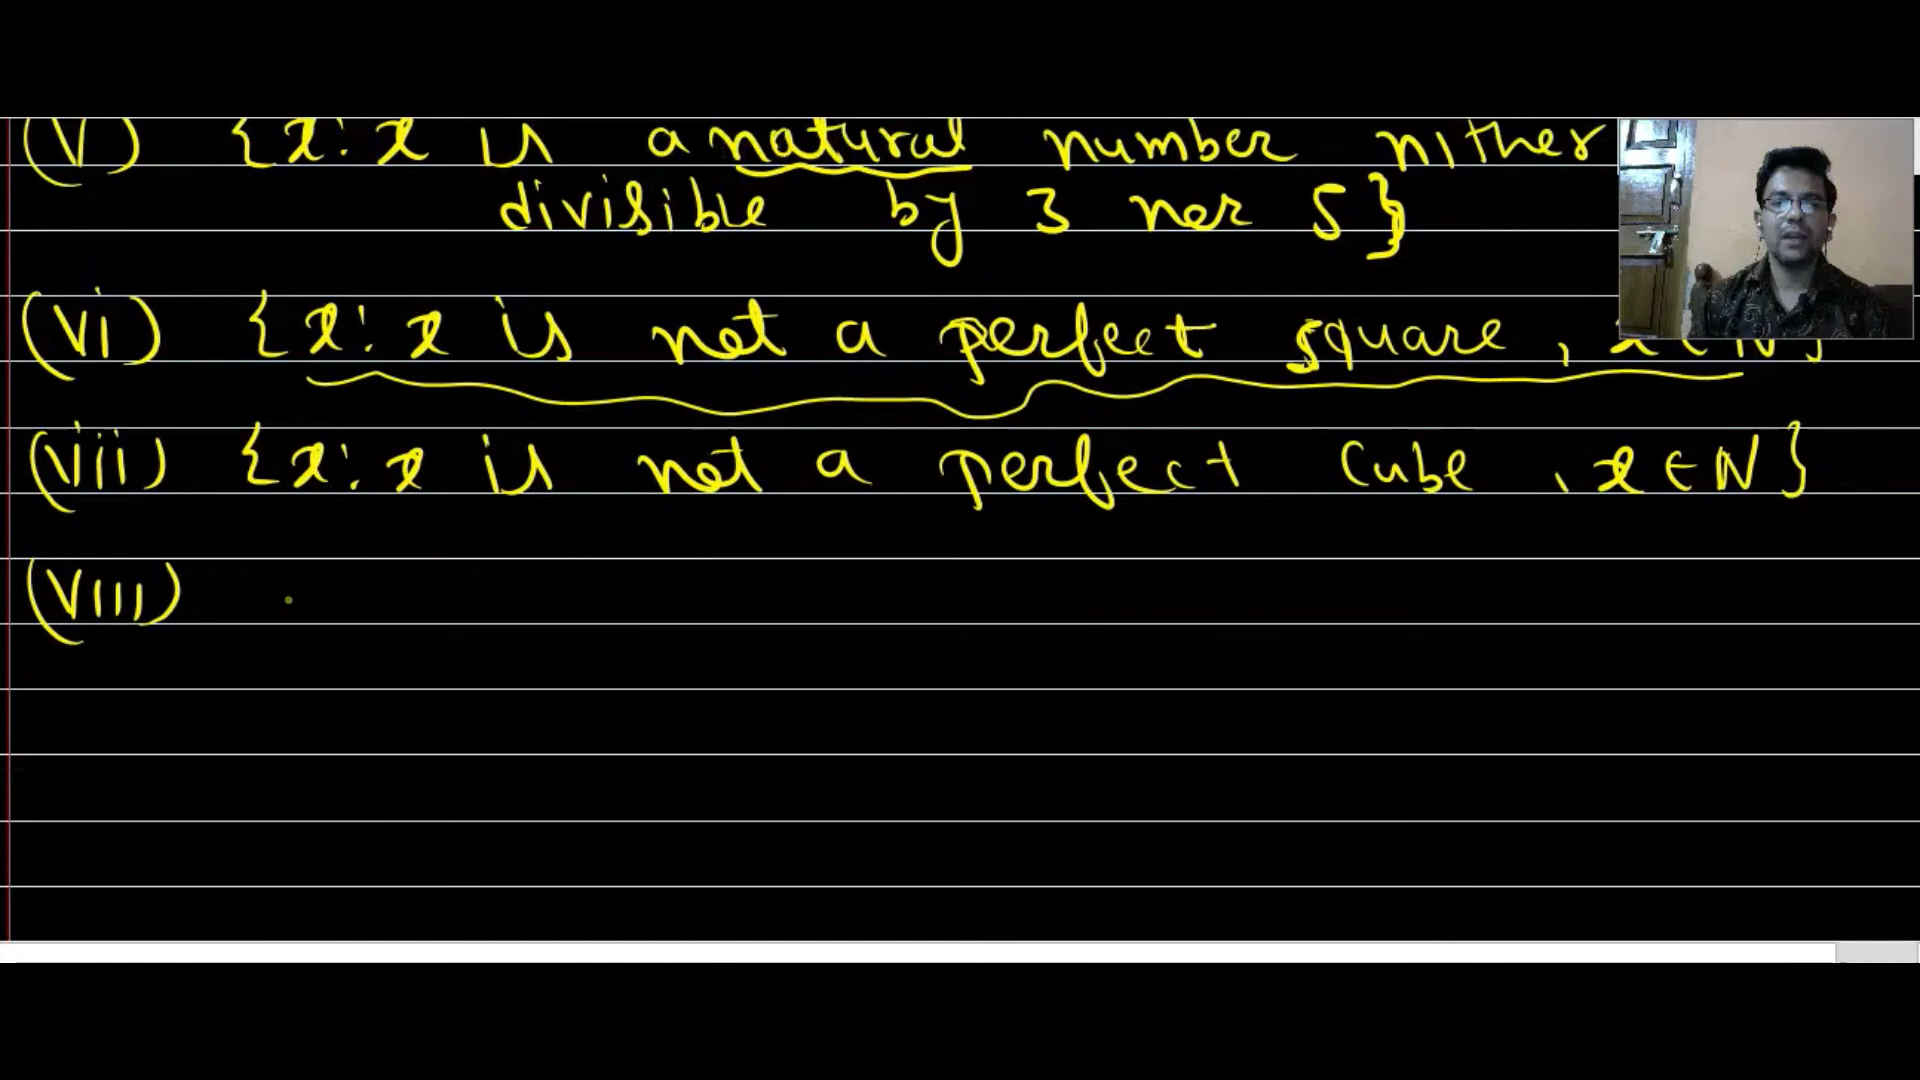 (V) {x: x is a natural number nither
divisible by 3 nor 5}
(vi) {x: x is not a perfect square, x ∈ N}
(vii) {x: x is not a perfect cube, x ∈ N}
(VIII)